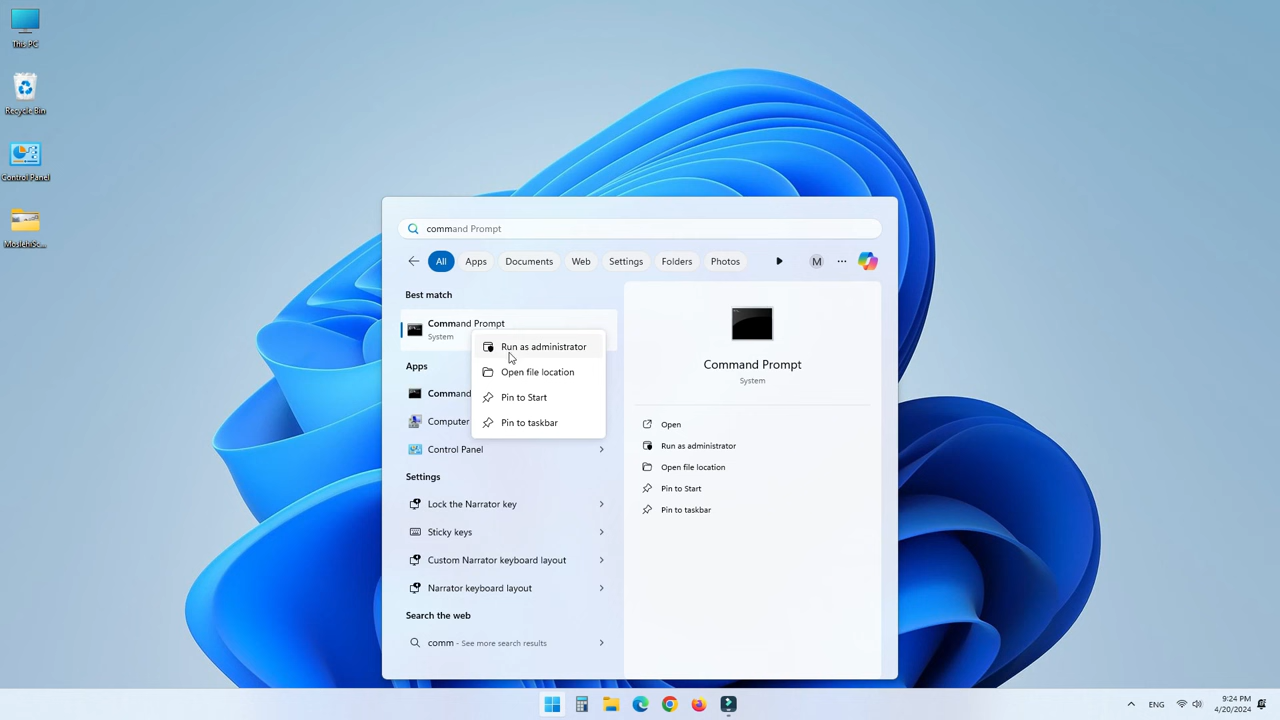 This PC
Recycle Bin
Control Panel
command Prompt
All
Apps
Documents
Web
Settings
Folders
Photos
M
Best match
Command Prompt
System
Run as administrator
Open file location
Pin to Start
Pin to taskbar
Apps
Command
Computer
Control Panel
Settings
Lock the Narrator key
Sticky keys
Custom Narrator keyboard layout
Narrator keyboard layout
Search the web
comm - See more search results
Command Prompt
System
Open
Run as administrator
Open file location
Pin to Start
Pin to taskbar
ENG
9:24 PM
4/20/2024